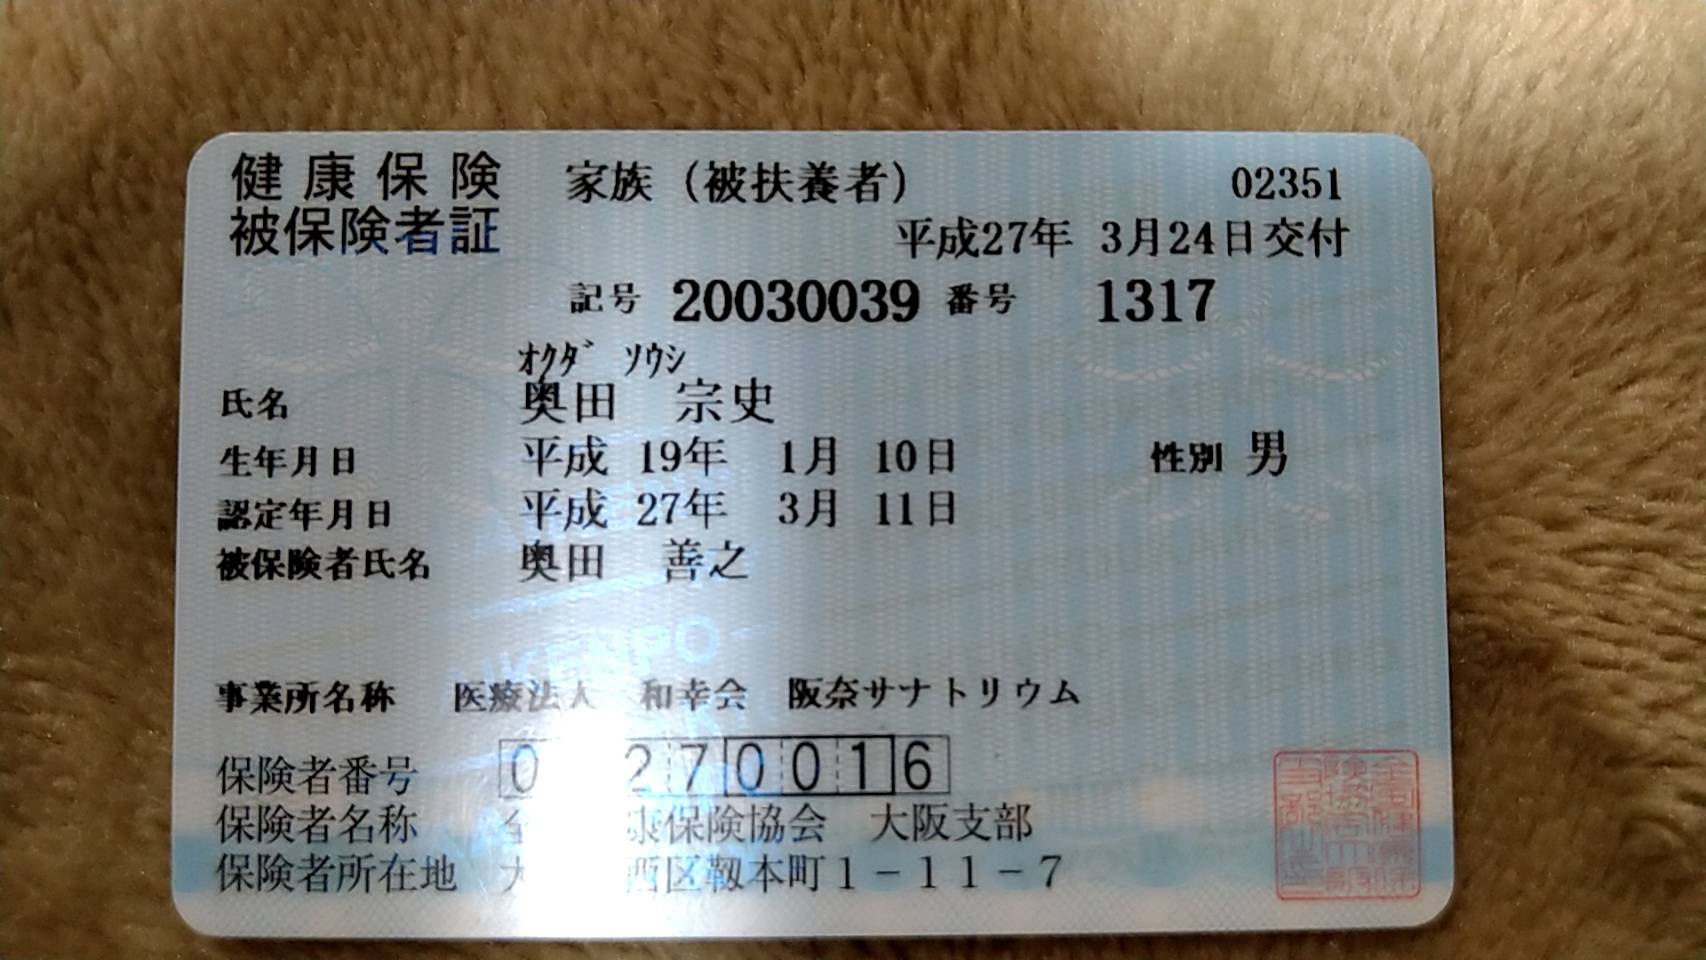 健康保険 家族（被扶養者） 02351
被保険者証 平成27年 3月24日交付
記号 20030039 番号 1317
ｵｸﾀﾞ ｿｳｼ
氏名 奥田 宗史
生年月日 平成 19年 1月 10日 性別 男
認定年月日 平成 27年 3月 11日
被保険者氏名 奥田 善之
事業所名称 医療法人 和幸会 阪奈サナトリウム
保険者番号 0 270016
保険者名称 康保険協会 大阪支部
保険者所在地 大 西区靱本町1-11-7